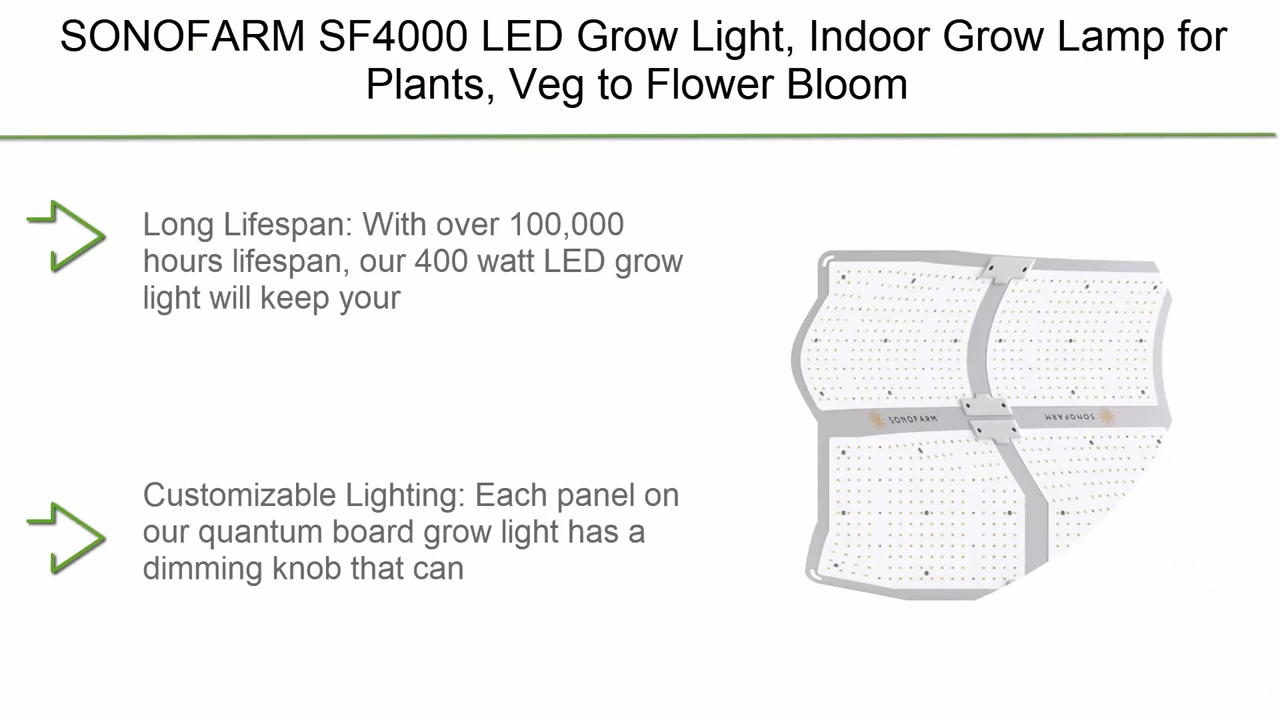 SONOFARM SF4000 LED Grow Light, Indoor Grow Lamp for
Plants, Veg to Flower Bloom
Long Lifespan: With over 100,000
hours lifespan, our 400 watt LED grow
light will keep your
Customizable Lighting: Each panel on
our quantum board grow light has a
dimming knob that can
SONOFARM
SONOFARM